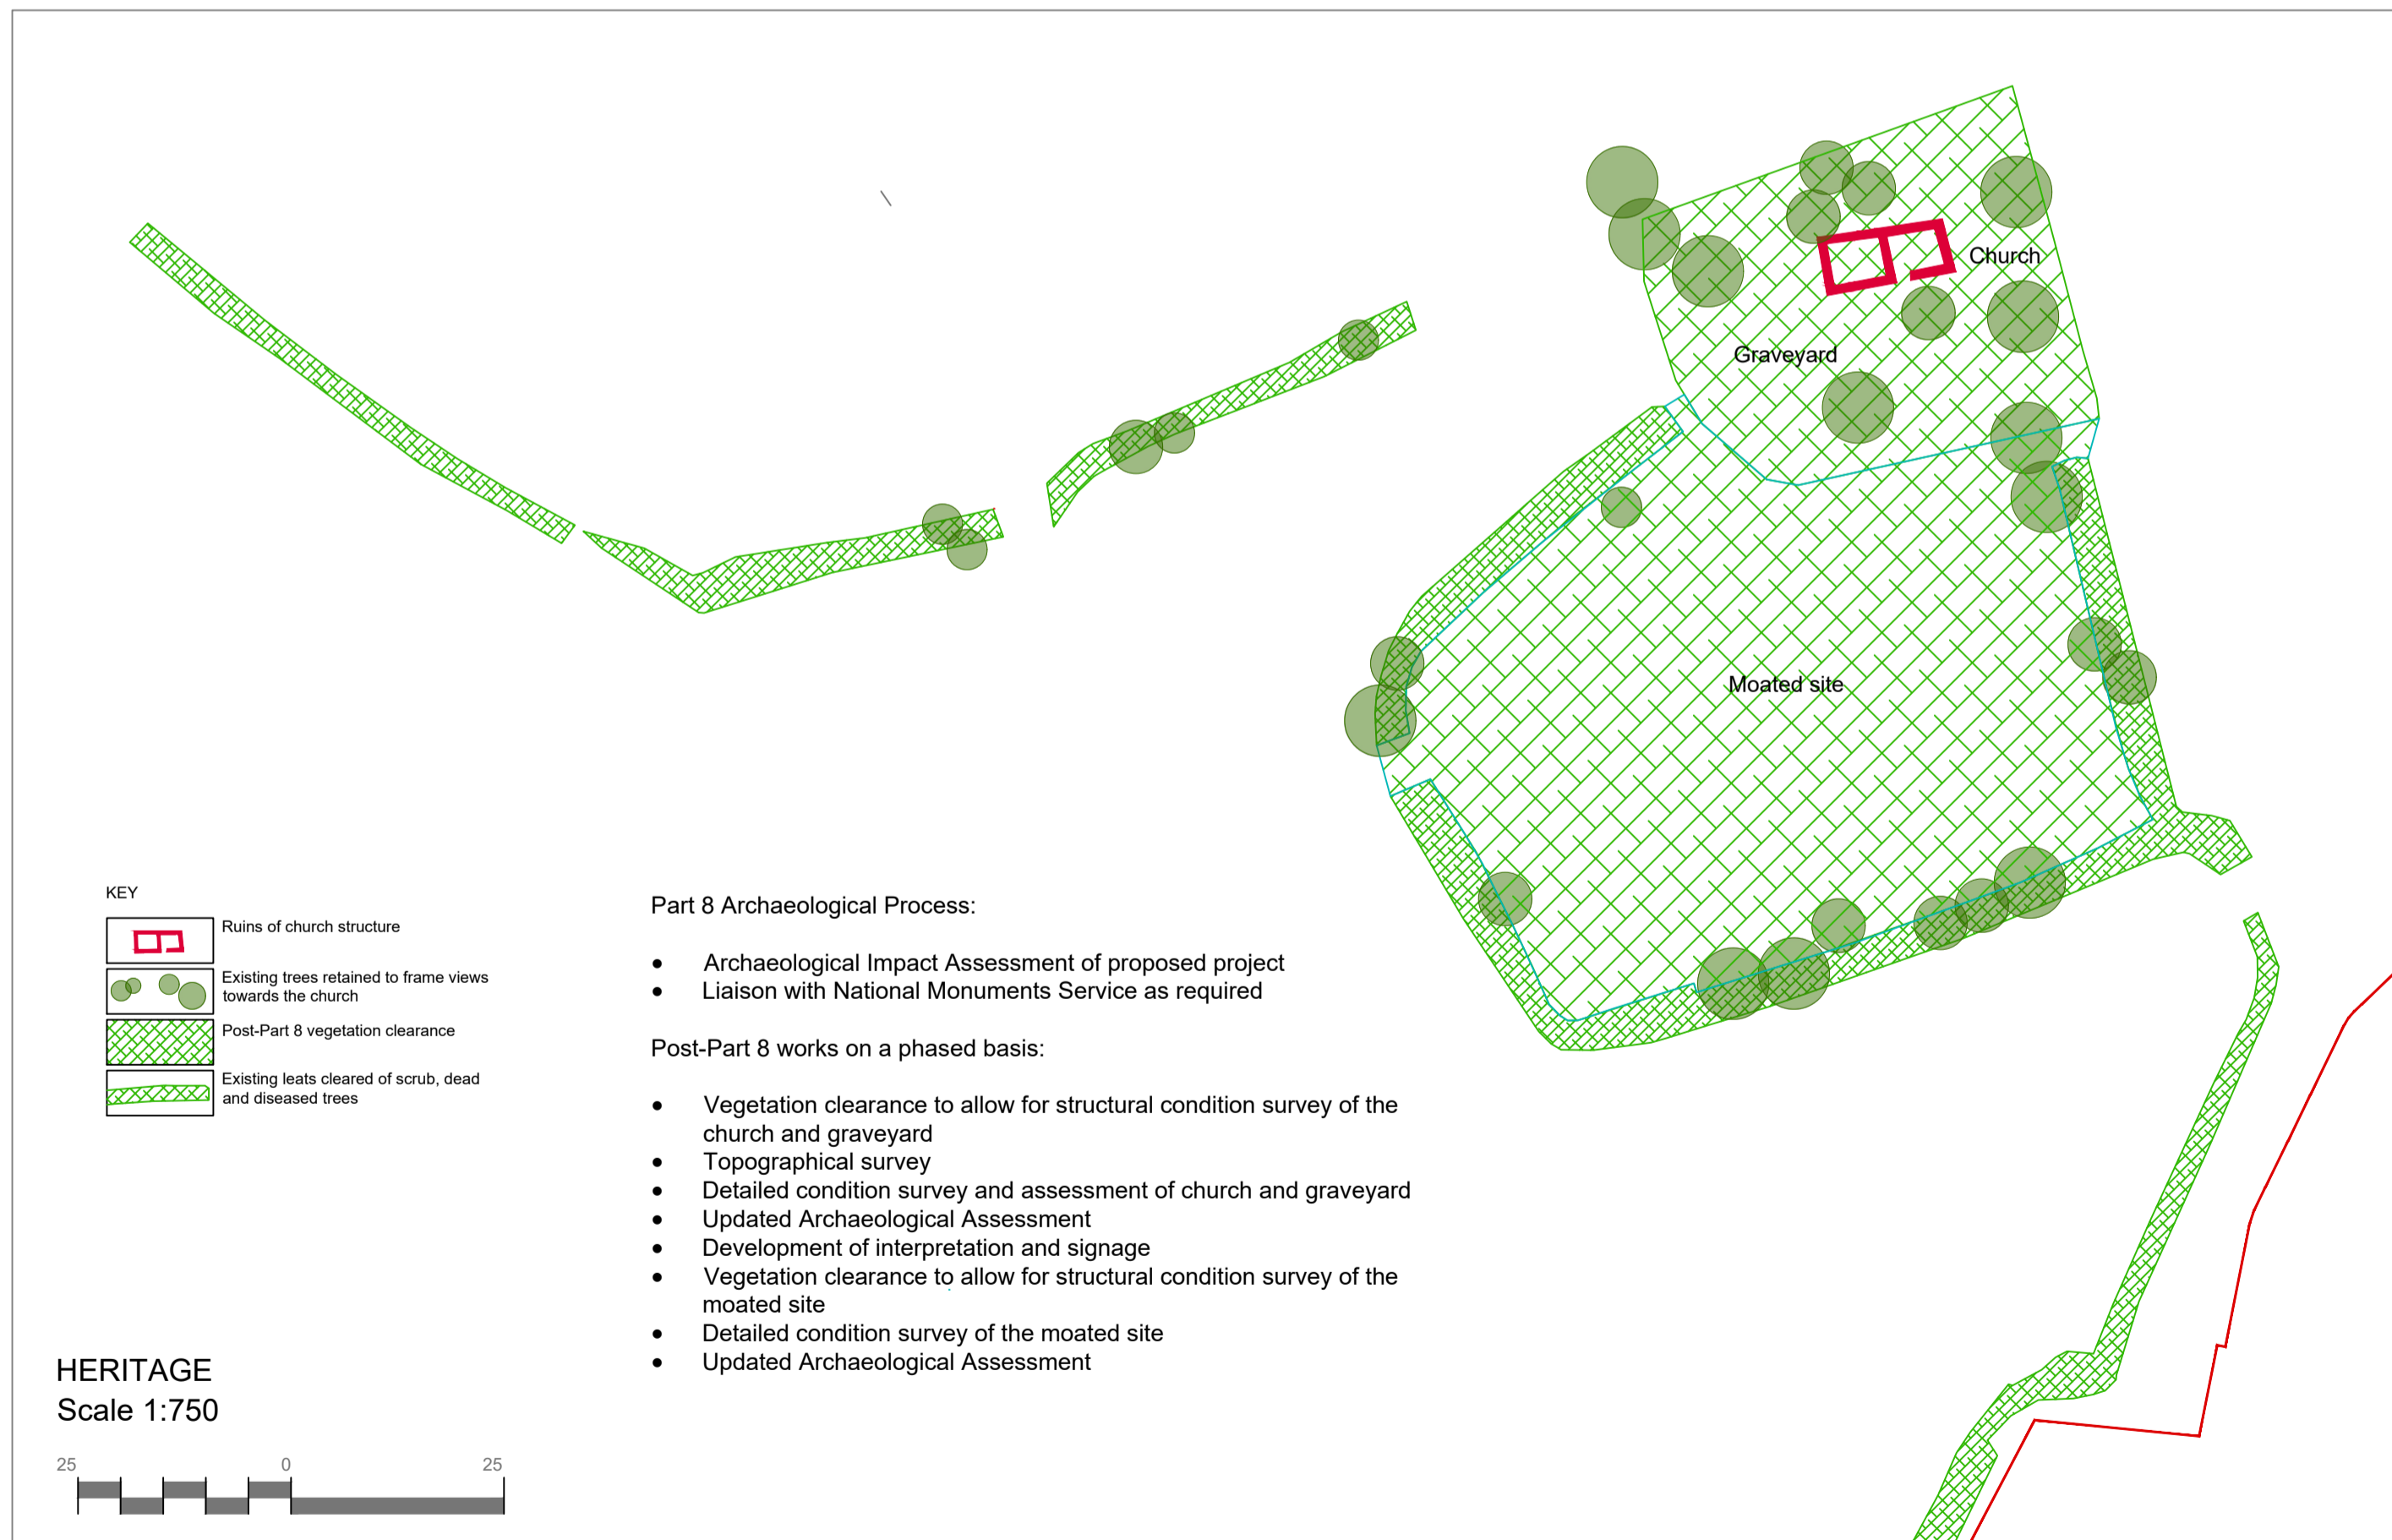 Church
Graveyard
Moated site
KEY
Ruins of church structure
Existing trees retained to frame views
towards the church
Post-Part 8 vegetation clearance
Existing leats cleared of scrub, dead
and diseased trees
Part 8 Archaeological Process:
• Archaeological Impact Assessment of proposed project
• Liaison with National Monuments Service as required
Post-Part 8 works on a phased basis:
• Vegetation clearance to allow for structural condition survey of the
church and graveyard
• Topographical survey
• Detailed condition survey and assessment of church and graveyard
• Updated Archaeological Assessment
• Development of interpretation and signage
• Vegetation clearance to allow for structural condition survey of the
moated site
• Detailed condition survey of the moated site
• Updated Archaeological Assessment
HERITAGE
Scale 1:750
25 0 25